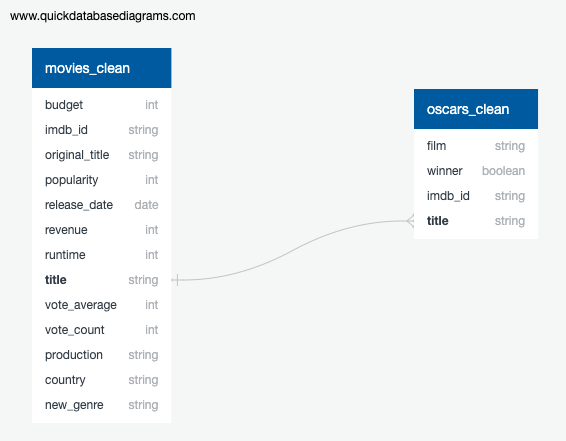 www.quickdatabasediagrams.com
movies_clean
budget int
imdb_id string
original_title string
popularity int
release_date date
revenue int
runtime int
title string
vote_average int
vote_count int
production string
country string
new_genre string
oscars_clean
film string
winner boolean
imdb_id string
title string